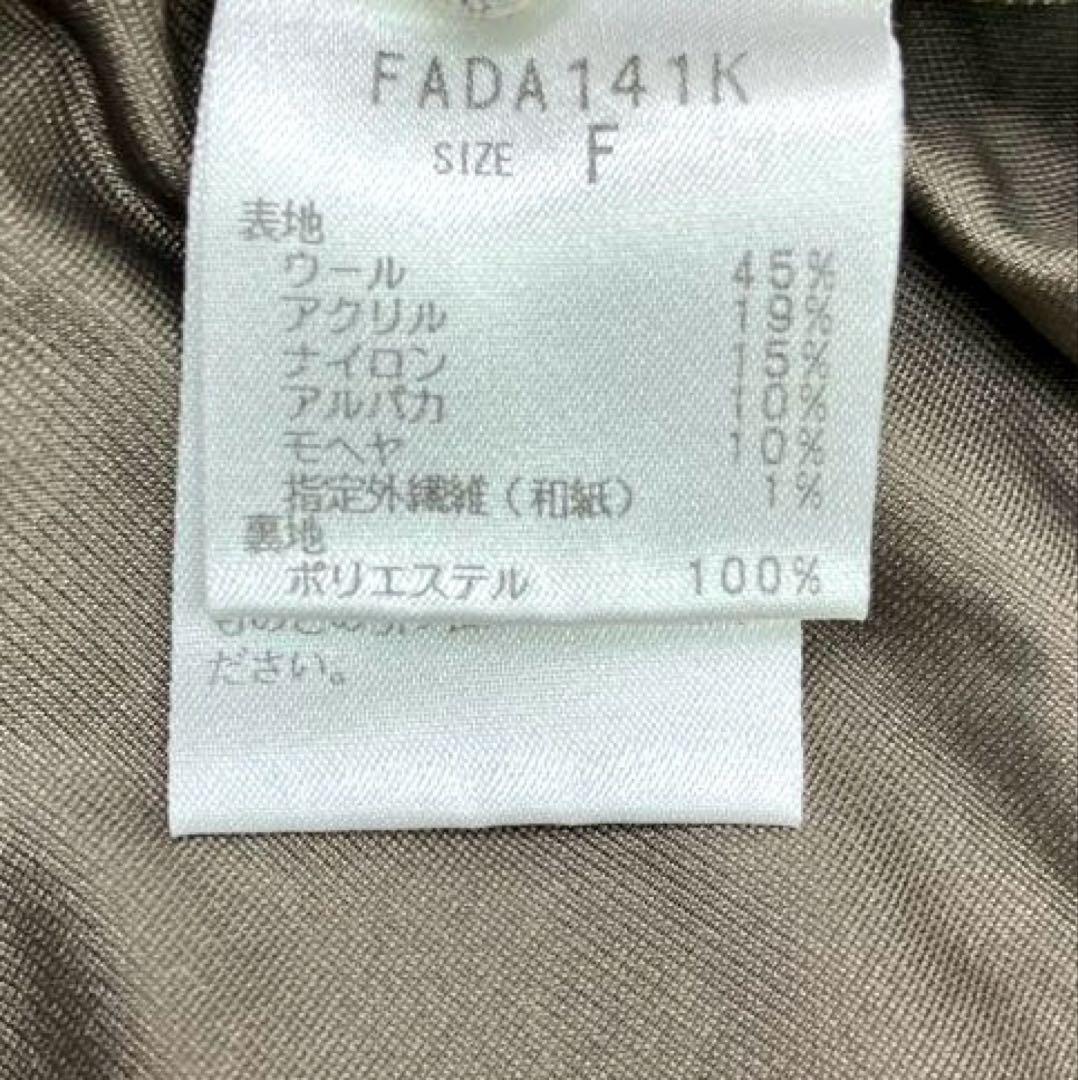 FADA141K
SIZE F
表地
ウール 45%
アクリル 19%
ナイロン 15%
アルパカ 10%
モヘヤ 10%
指定外繊維(和紙) 1%
裏地
ポリエステル 100%
ださい。